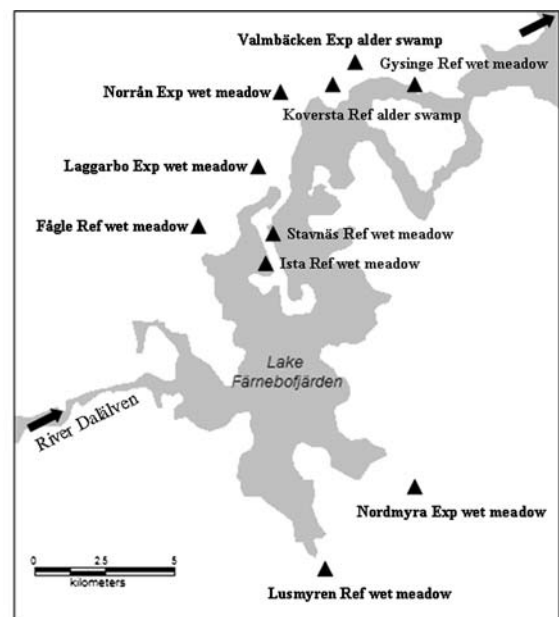 Valmbäcken Exp alder swamp
Gysinge Ref wet meadow
Norrån Exp wet meadow
Koversta Ref alder swamp
Laggarbo Exp wet meadow
Fågle Ref wet meadow
Stavnäs Ref wet meadow
Ista Ref wet meadow
Lake
Färnebofjärden
River Dalälven
Nordmyra Exp wet meadow
0 2.5 5
kilometers
Lusmyren Ref wet meadow